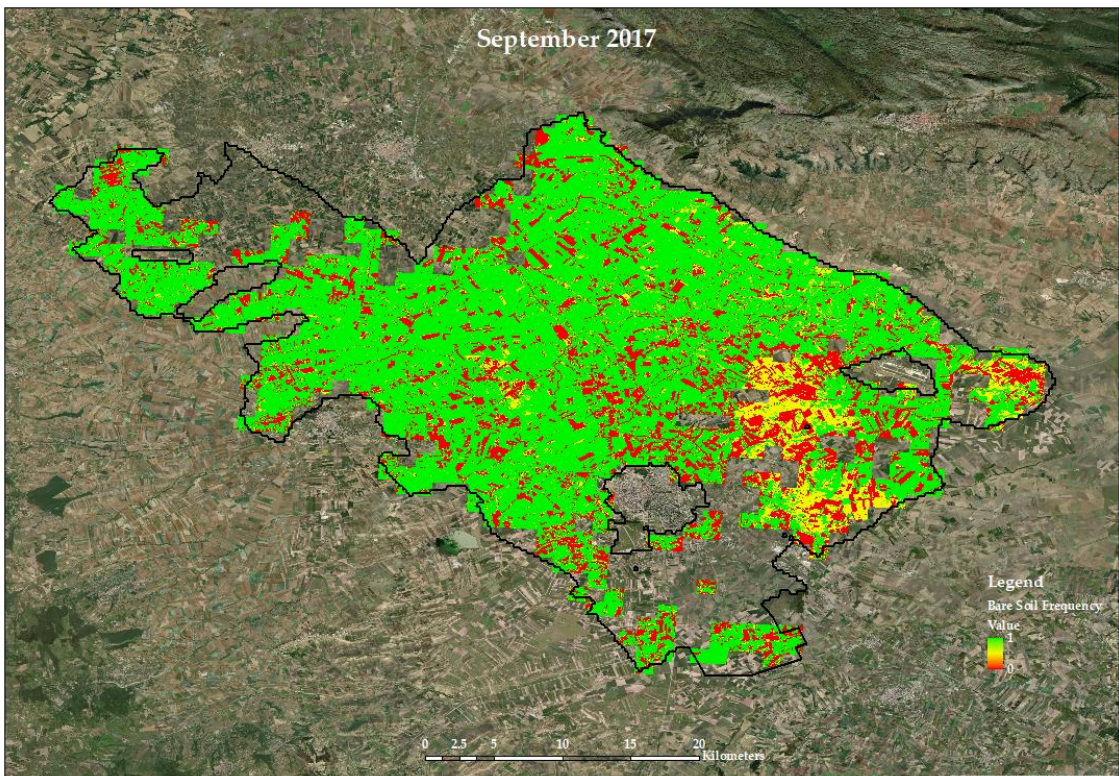 September 2017
Legend
Bare Soil Frequency
Value
1
0
0 2.5 5 10 15 20
Kilometers